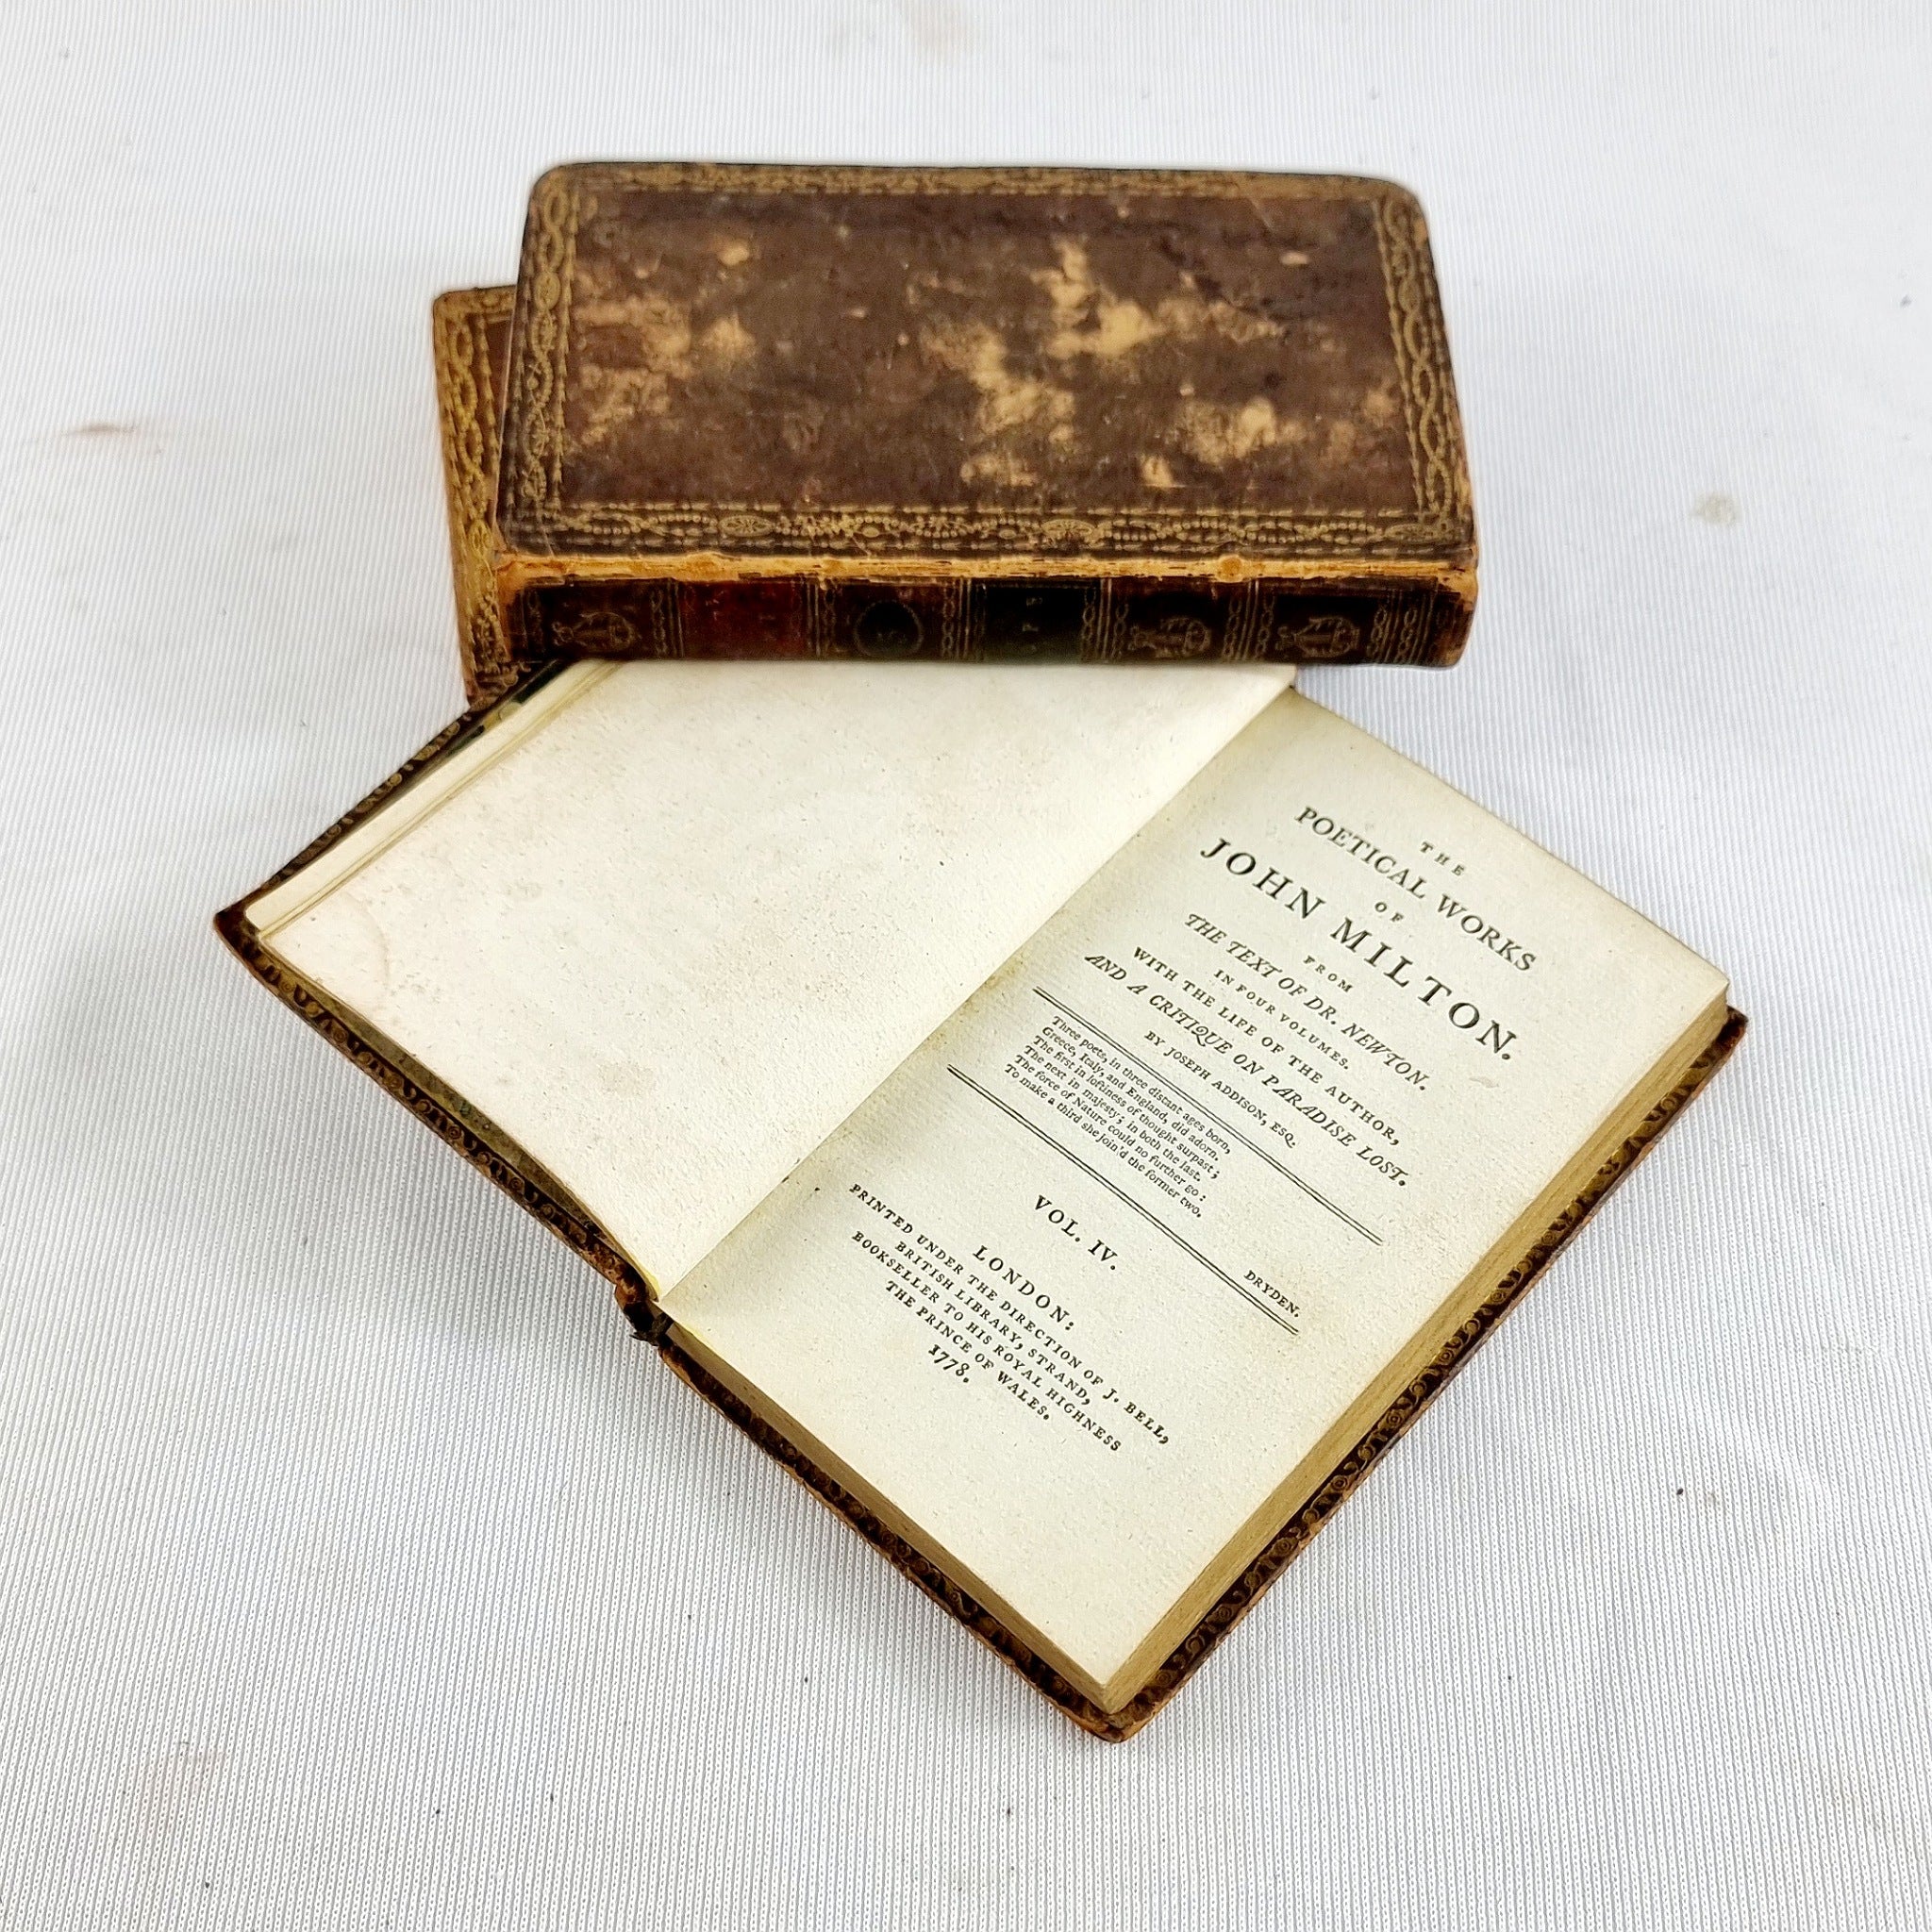 THE
POETICAL WORKS
OF
JOHN MILTON.
FROM
THE TEXT OF DR. NEWTON.
IN FOUR VOLUMES.
WITH THE LIFE OF THE AUTHOR,
AND A CRITIQUE ON PARADISE LOST.
BY JOSEPH ADDISON, ESQ.
Three poets, in three distant ages born,
Greece, Italy, and England, did adorn.
The first in loftiness of thought surpast;
The next in majesty; in both the last.
The force of Nature could no further go:
To make a third she join'd the former two.
DRYDEN.
VOL. IV.
LONDON:
PRINTED UNDER THE DIRECTION OF J. BELL,
BRITISH LIBRARY, STRAND,
BOOKSELLER TO HIS ROYAL HIGHNESS
THE PRINCE OF WALES.
1778.